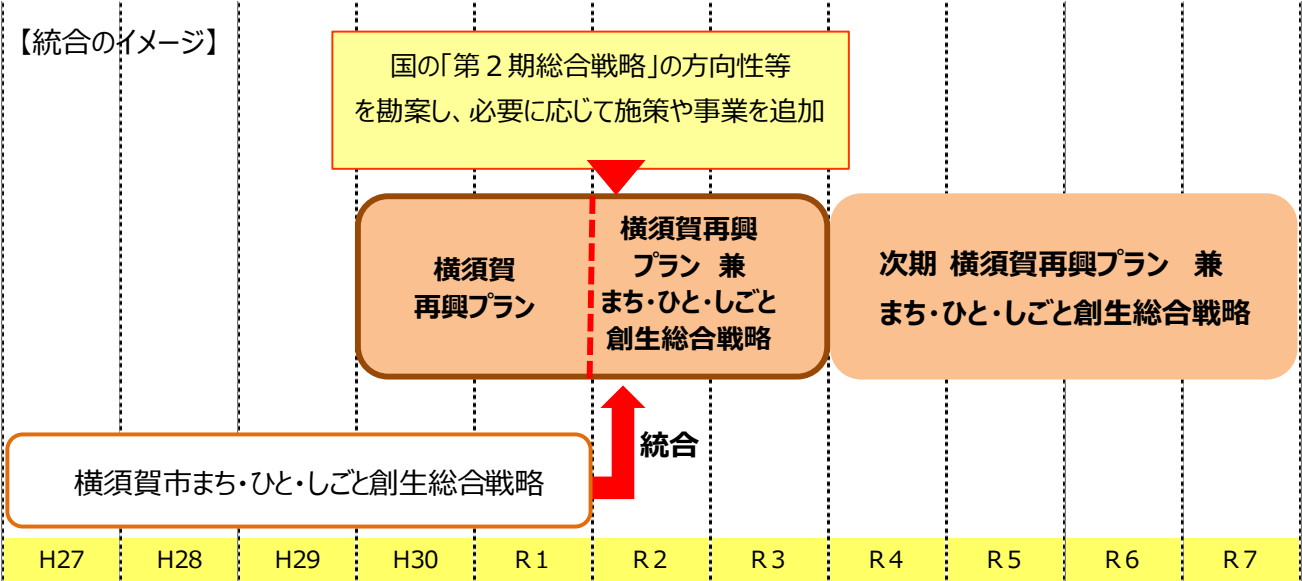 【統合のイメージ】
国の｢第２期総合戦略｣の方向性等
を勘案し、必要に応じて施策や事業を追加
横須賀
再興プラン
横須賀再興
プラン 兼
まち・ひと・しごと
創生総合戦略
次期 横須賀再興プラン 兼
まち・ひと・しごと創生総合戦略
統合
横須賀市まち・ひと・しごと創生総合戦略
H27 H28 H29 H30 R１ R２ R３ R４ R５ R６ R７